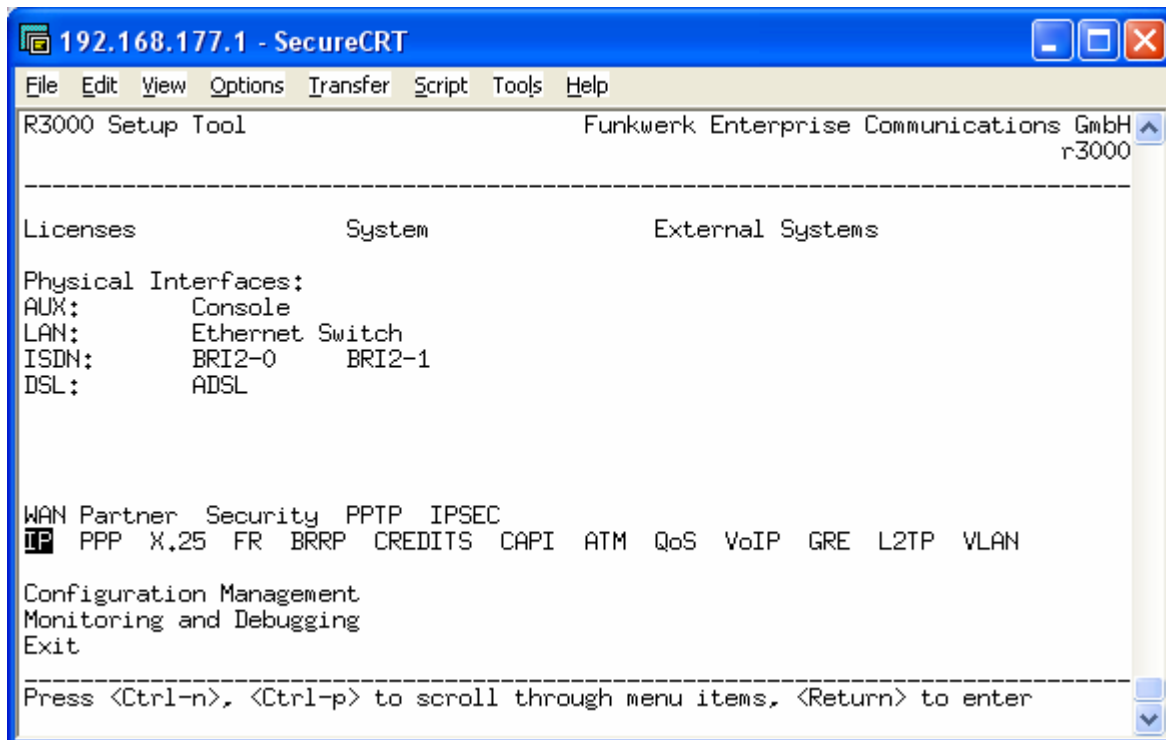 192.168.177.1 - SecureCRT
File Edit View Options Transfer Script Tools Help
R3000 Setup Tool Funkwerk Enterprise Communications GmbH
r3000
Licenses System External Systems
Physical Interfaces:
AUX: Console
LAN: Ethernet Switch
ISDN: BRI2-0 BRI2-1
DSL: ADSL
WAN Partner Security PPTP IPSEC
IP PPP X.25 FR BRRP CREDITS CAPI ATM QoS VoIP GRE L2TP VLAN
Configuration Management
Monitoring and Debugging
Exit
Press <Ctrl-n>, <Ctrl-p> to scroll through menu items, <Return> to enter